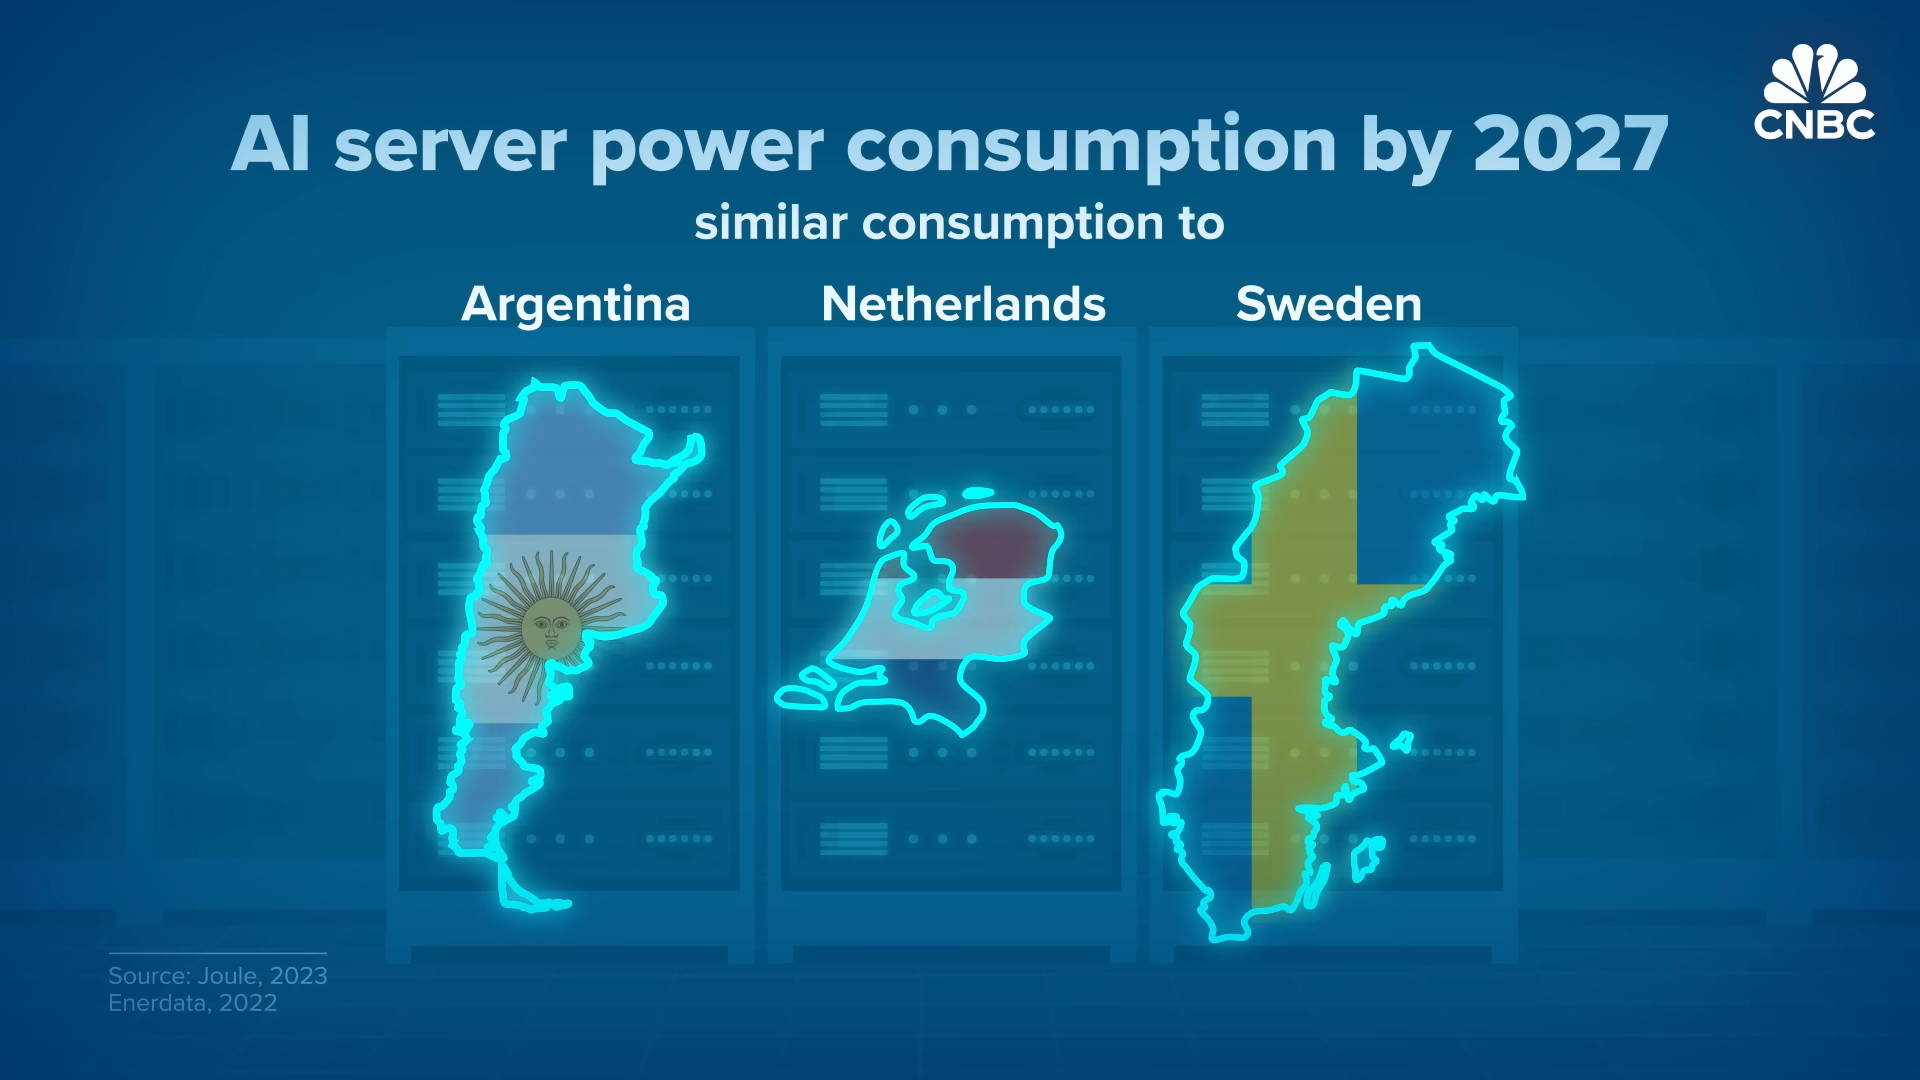 CNBC
AI server power consumption by 2027
similar consumption to
Argentina
Netherlands
Sweden
Source: Joule, 2023
Enerdata, 2022